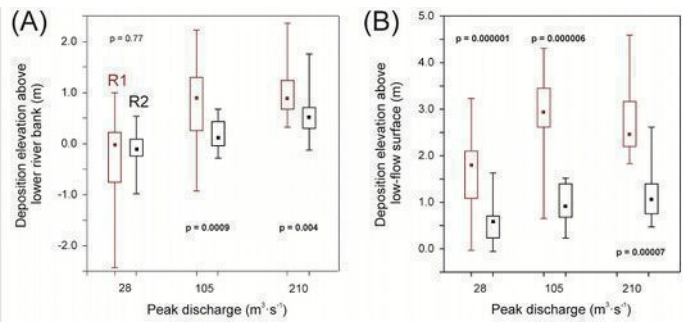 (A)
Deposition elevation above
lower river bank (m)
2.0
1.0
0.0
-1.0
-2.0
p = 0.77
R1
R2
p = 0.0009
p = 0.004
28
105
210
Peak discharge (m³·s⁻¹)
(B)
Deposition elevation above
low-flow surface (m)
5.0
4.0
3.0
2.0
1.0
0.0
p = 0.000001
p = 0.000006
p = 0.00007
28
105
210
Peak discharge (m³·s⁻¹)